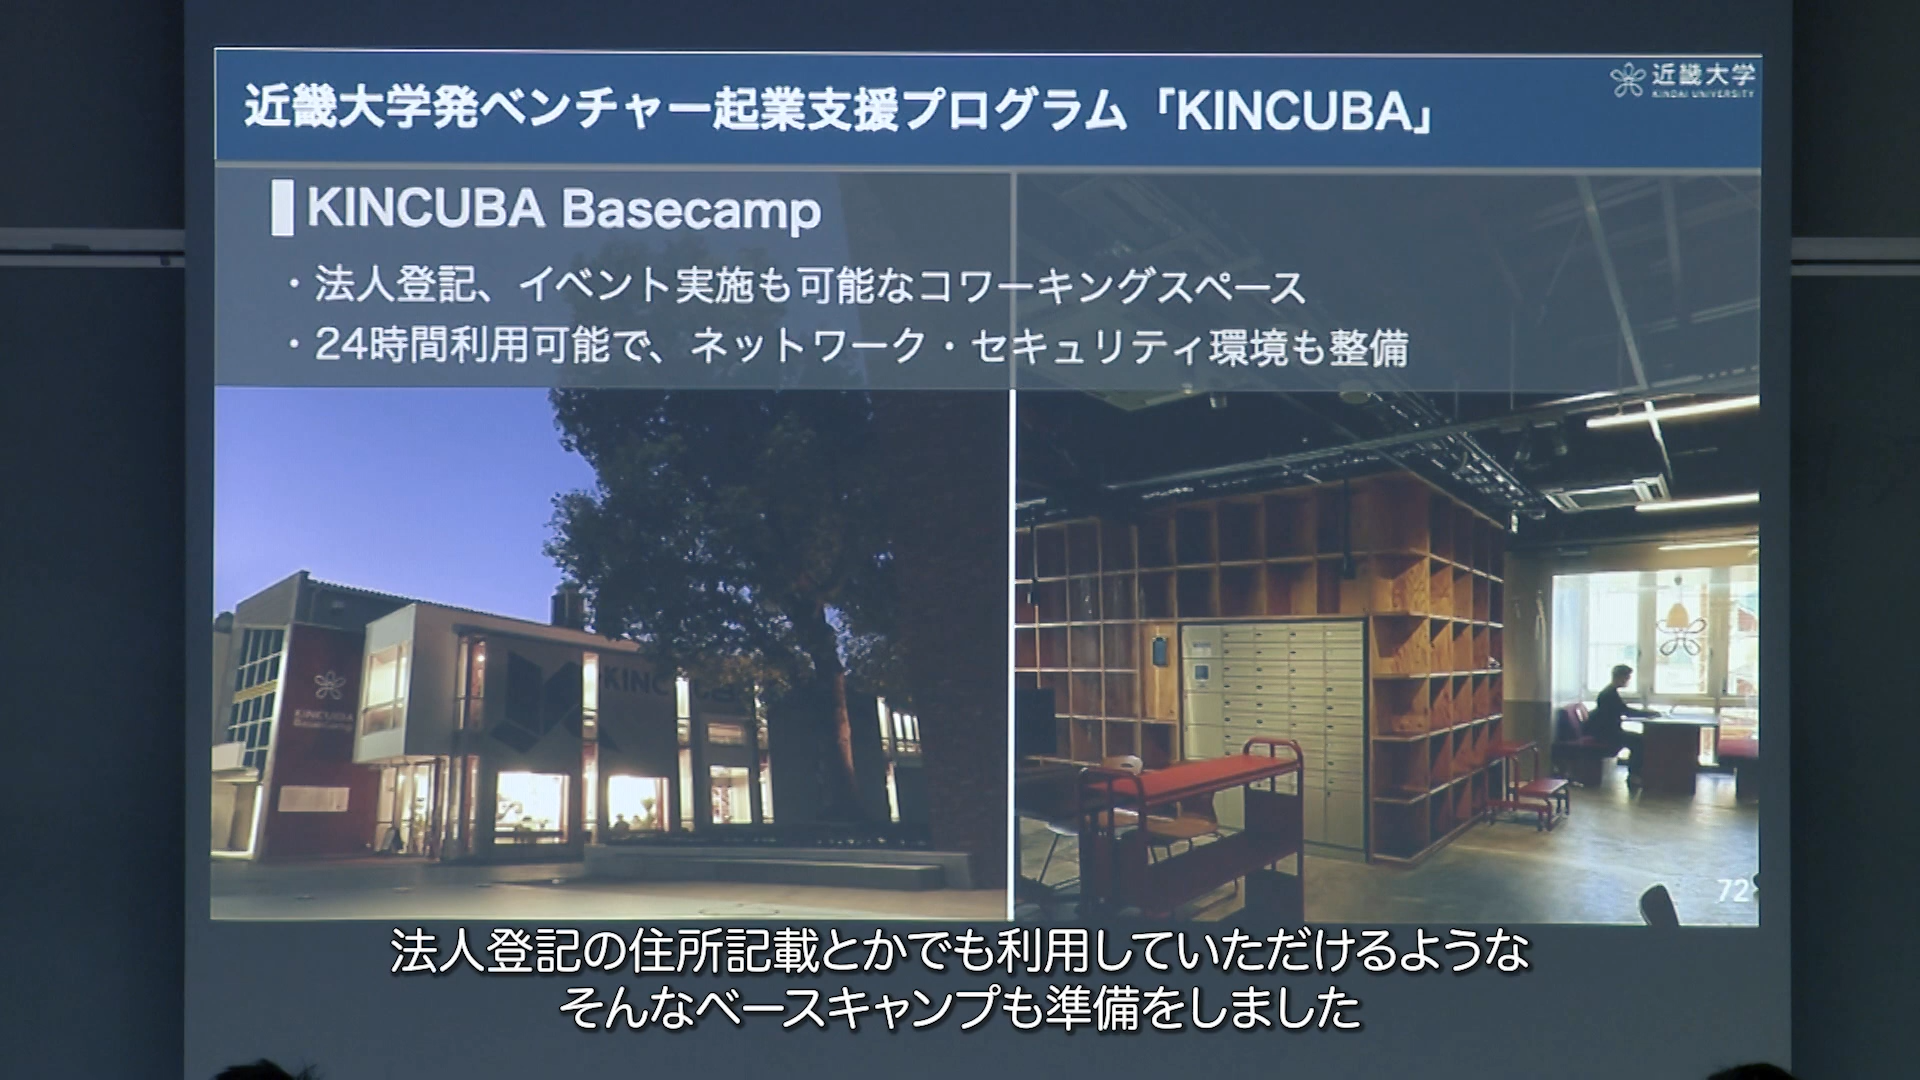 近畿大学発ベンチャー起業支援プログラム「KINCUBA」
近畿大学
KINDAI UNIVERSITY
KINCUBA Basecamp
・法人登記、イベント実施も可能なコワーキングスペース
・24時間利用可能で、ネットワーク・セキュリティ環境も整備
KINCUBA
KINCUBA
Basecamp
72
法人登記の住所記載とかでも利用していただけるような
そんなベースキャンプも準備をしました